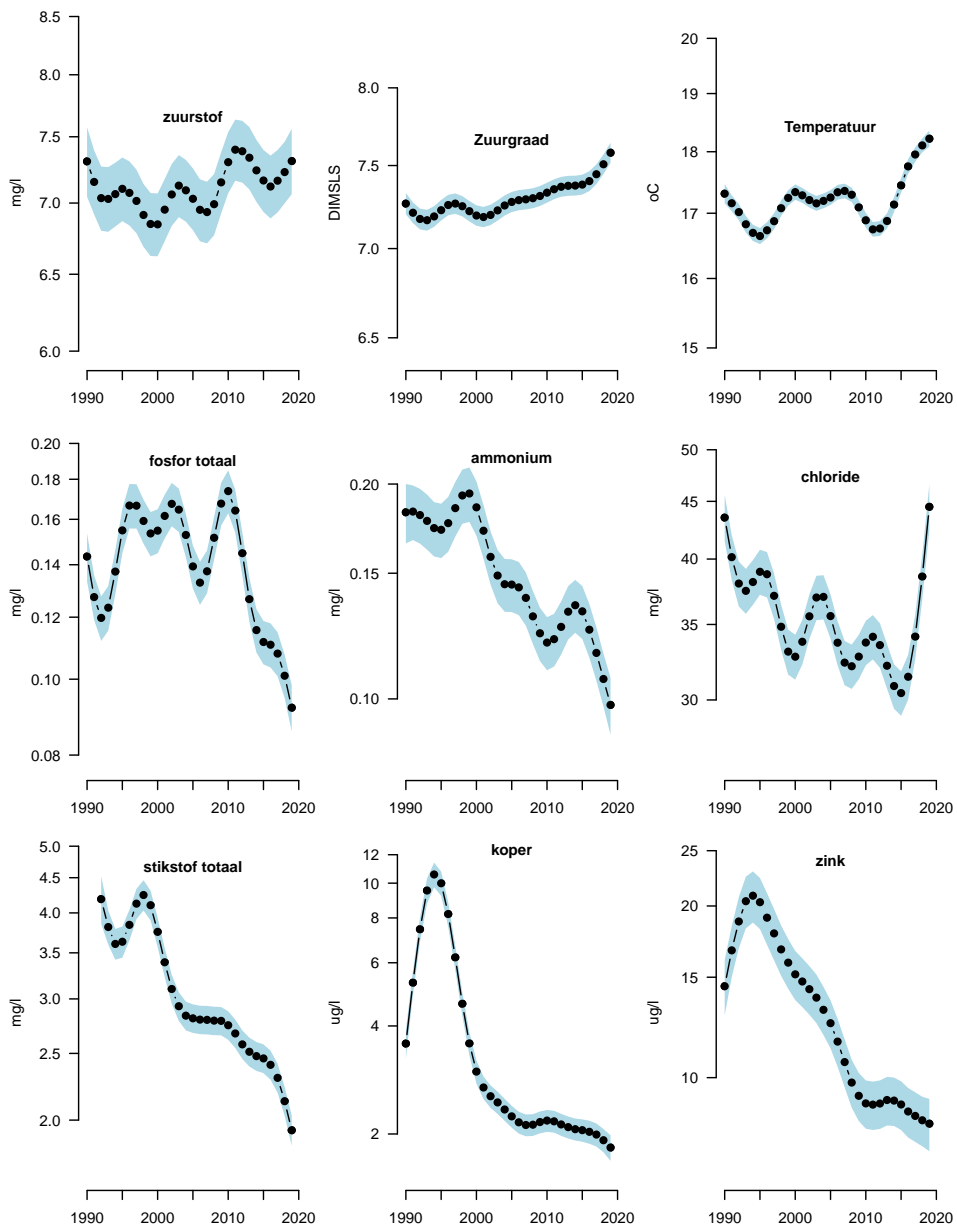 zuurstof
mg/l
8.5
8.0
7.5
7.0
6.5
6.0
1990 2000 2010 2020
Zuurgraad
DIMSLS
8.0
7.5
7.0
6.5
1990 2000 2010 2020
Temperatuur
oC
20
19
18
17
16
15
1990 2000 2010 2020
fosfor totaal
mg/l
0.20
0.18
0.16
0.14
0.12
0.10
0.08
1990 2000 2010 2020
ammonium
mg/l
0.20
0.15
0.10
1990 2000 2010 2020
chloride
mg/l
50
45
40
35
30
1990 2000 2010 2020
stikstof totaal
mg/l
5.0
4.5
4.0
3.5
3.0
2.5
2.0
1990 2000 2010 2020
koper
ug/l
12
10
8
6
4
2
1990 2000 2010 2020
zink
ug/l
25
20
15
10
1990 2000 2010 2020